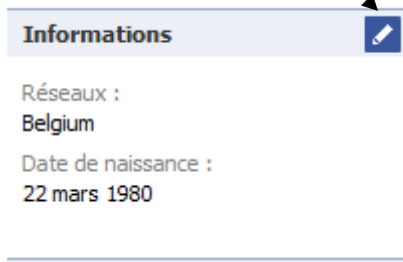 Informations
Réseaux :
Belgium
Date de naissance :
22 mars 1980